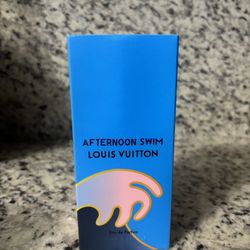 AFTERNOON SWIM
LOUIS VUITTON
Eau de Parfum